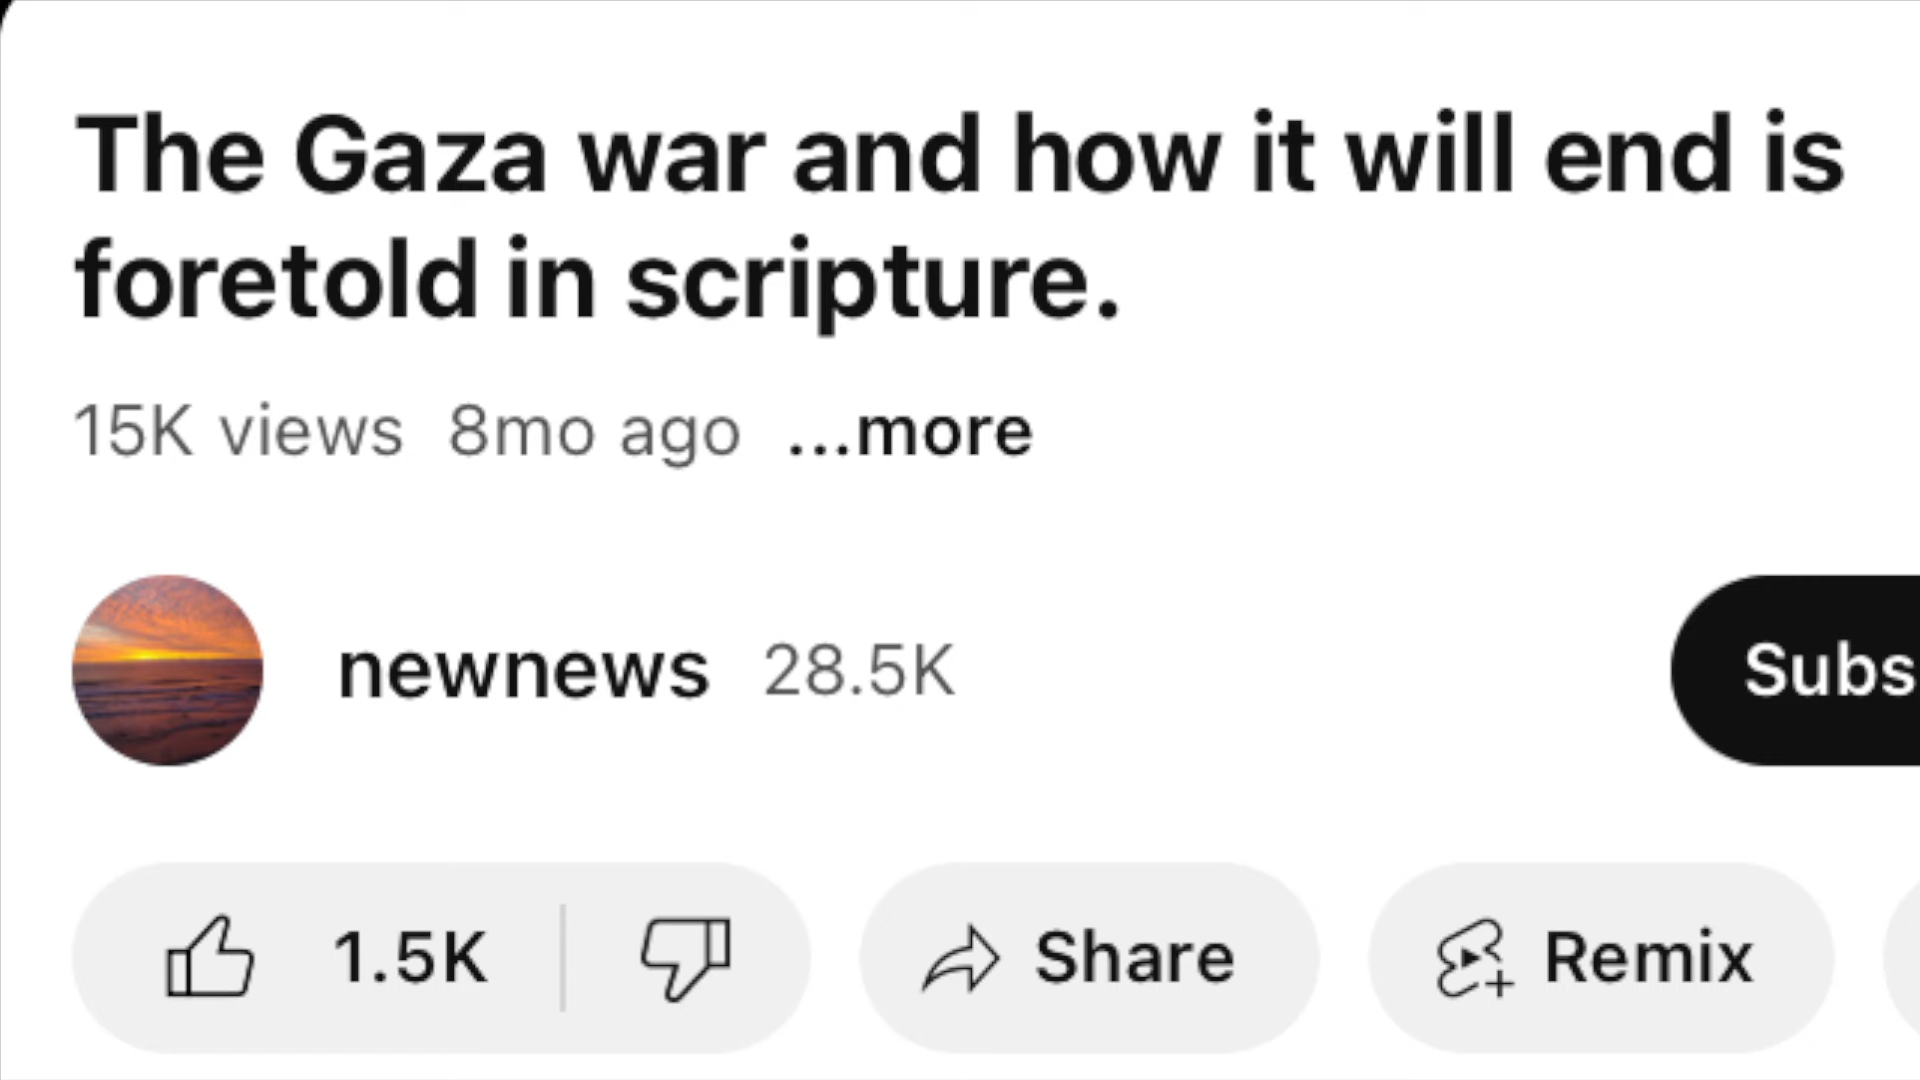 The Gaza war and how it will end is
foretold in scripture.
15K views 8mo ago ...more
newnews 28.5K
Subs
1.5K Share Remix